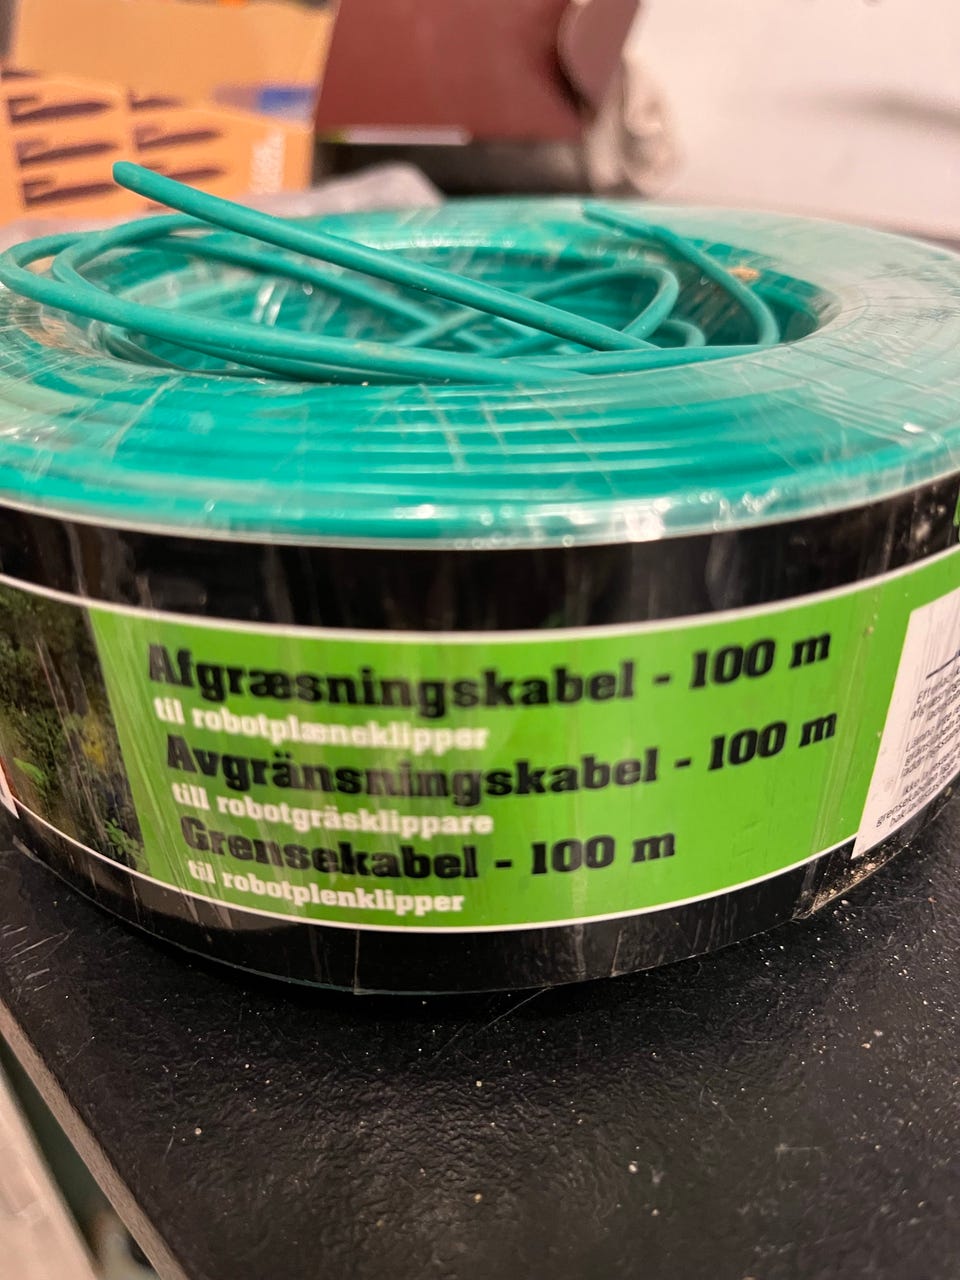 Afgræsningskabel - 100 m
til robotplæneklipper
Avgränsningskabel - 100 m
till robotgräsklippare
Grensekabel - 100 m
til robotplenklipper